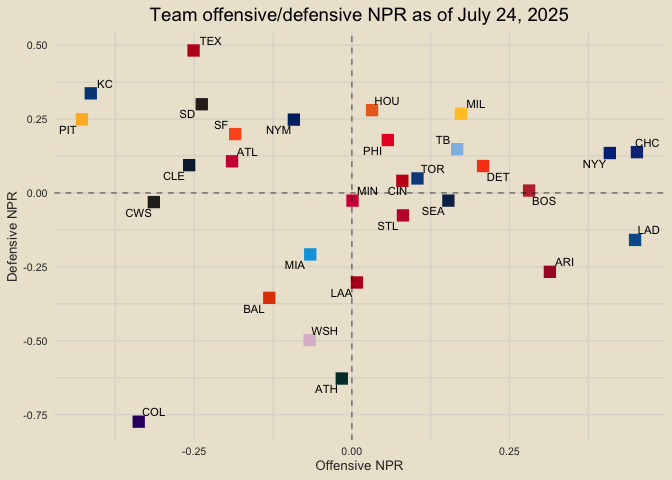 Team offensive/defensive NPR as of July 24, 2025
0.50
TEX
KC
HOU
MIL
0.25
SD
PIT
SF
NYM
TB
CHC
PHI
ATL
NYY
CLE
TOR
DET
0.00
MIN
CIN
BOS
CWS
SEA
STL
LAD
Defensive NPR
MIA
ARI
-0.25
LAA
BAL
WSH
-0.50
ATH
COL
-0.75
-0.25
0.00
0.25
Offensive NPR